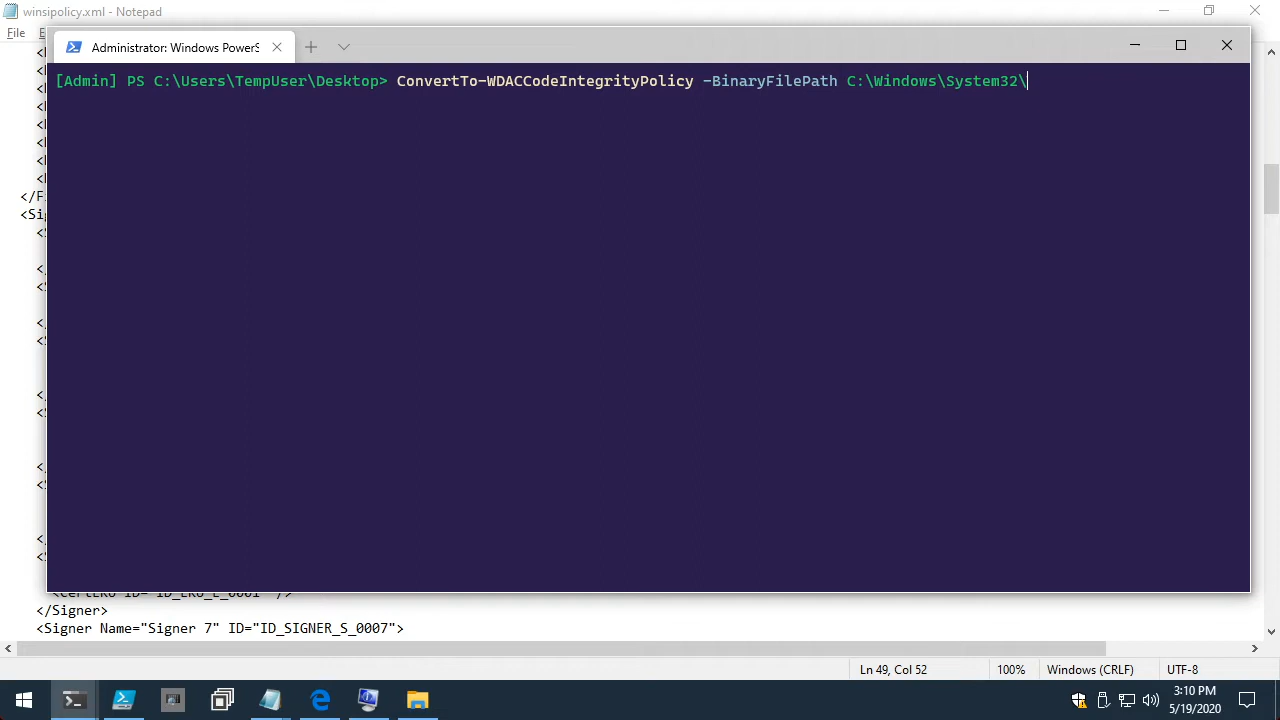 winsipolicy.xml - Notepad
File
Administrator: Windows PowerS
[Admin] PS C:\Users\TempUser\Desktop> ConvertTo-WDACCodeIntegrityPolicy -BinaryFilePath C:\Windows\System32\
</Fi
<Sig
</Signer>
<Signer Name="Signer 7" ID="ID_SIGNER_S_0007">
Ln 49, Col 52
100%
Windows (CRLF)
UTF-8
3:10 PM
5/19/2020